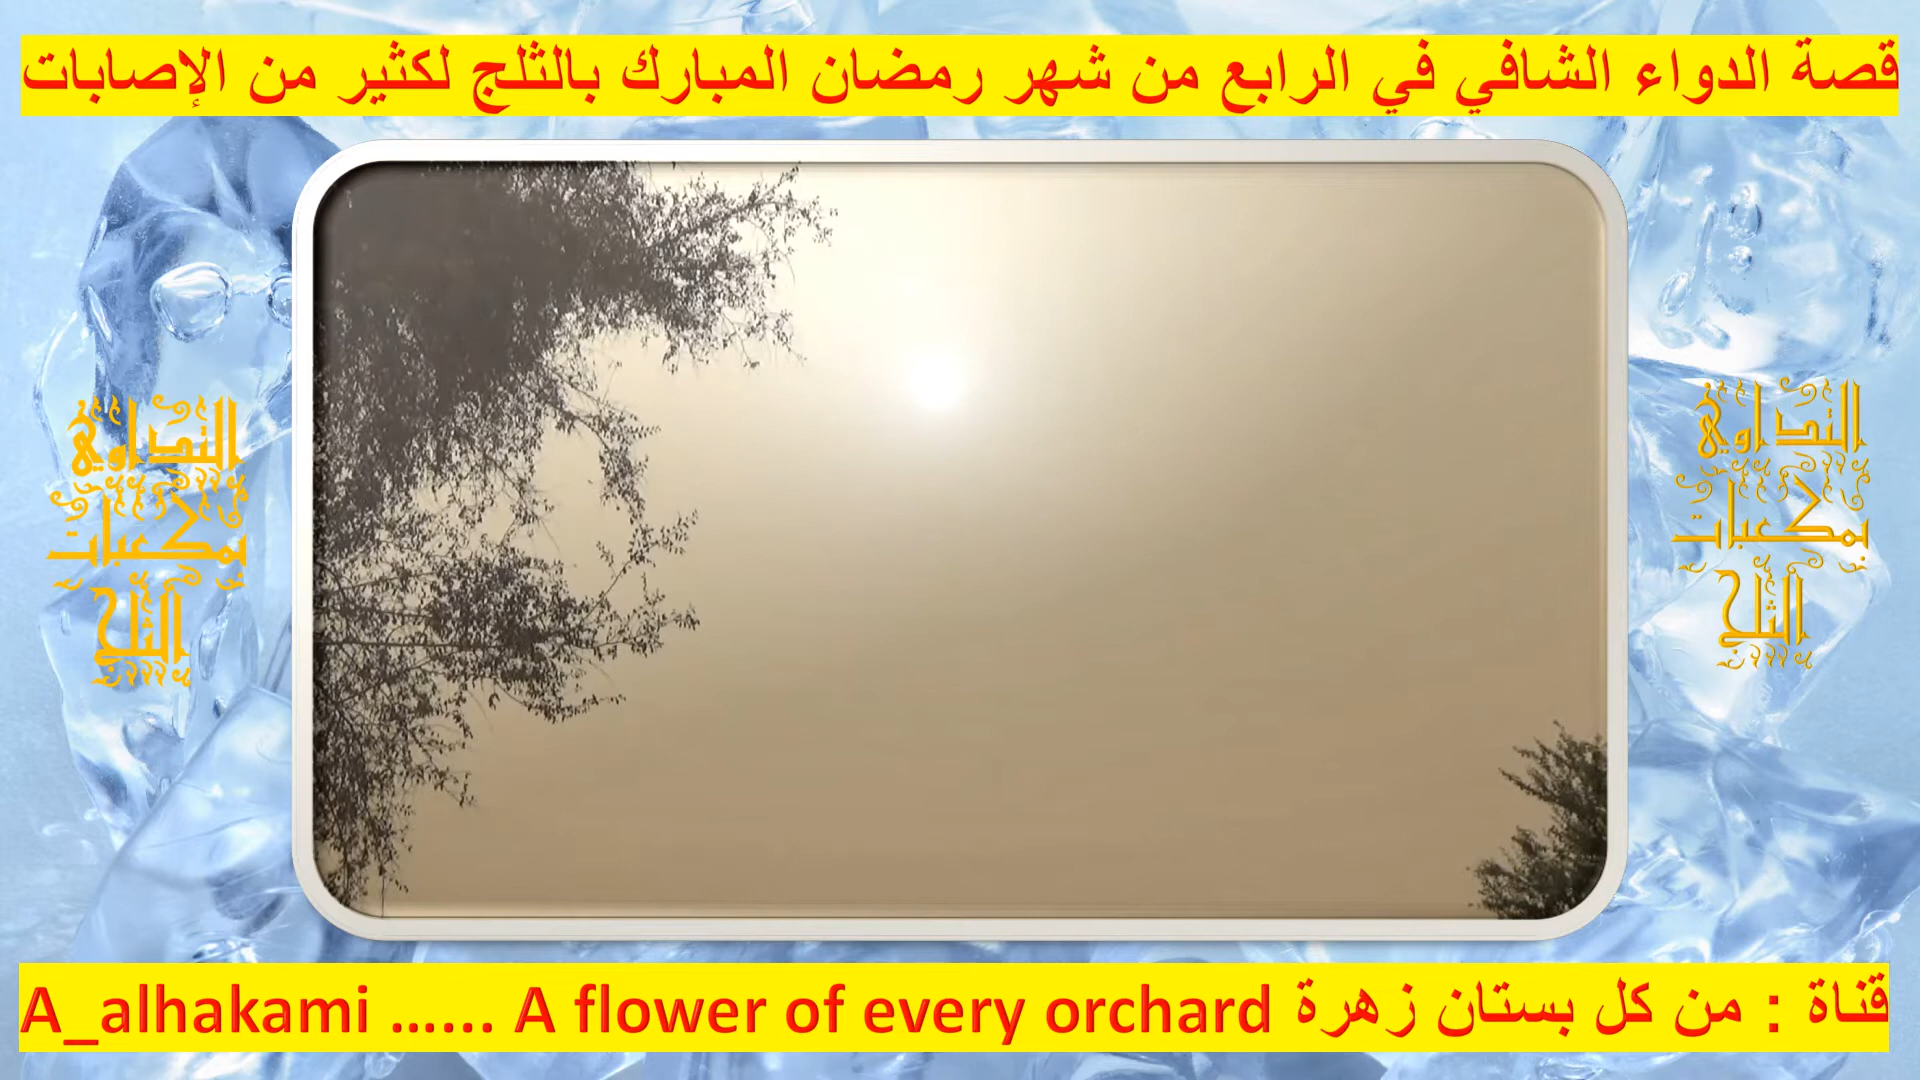 قصة الدواء الشافي في الرابع من شهر رمضان المبارك بالثلج لكثير من الإصابات
التداوي
بمكعبات
الثلج
التداوي
بمكعبات
الثلج
قناة : من كل بستان زهرة A_alhakami ...... A flower of every orchard